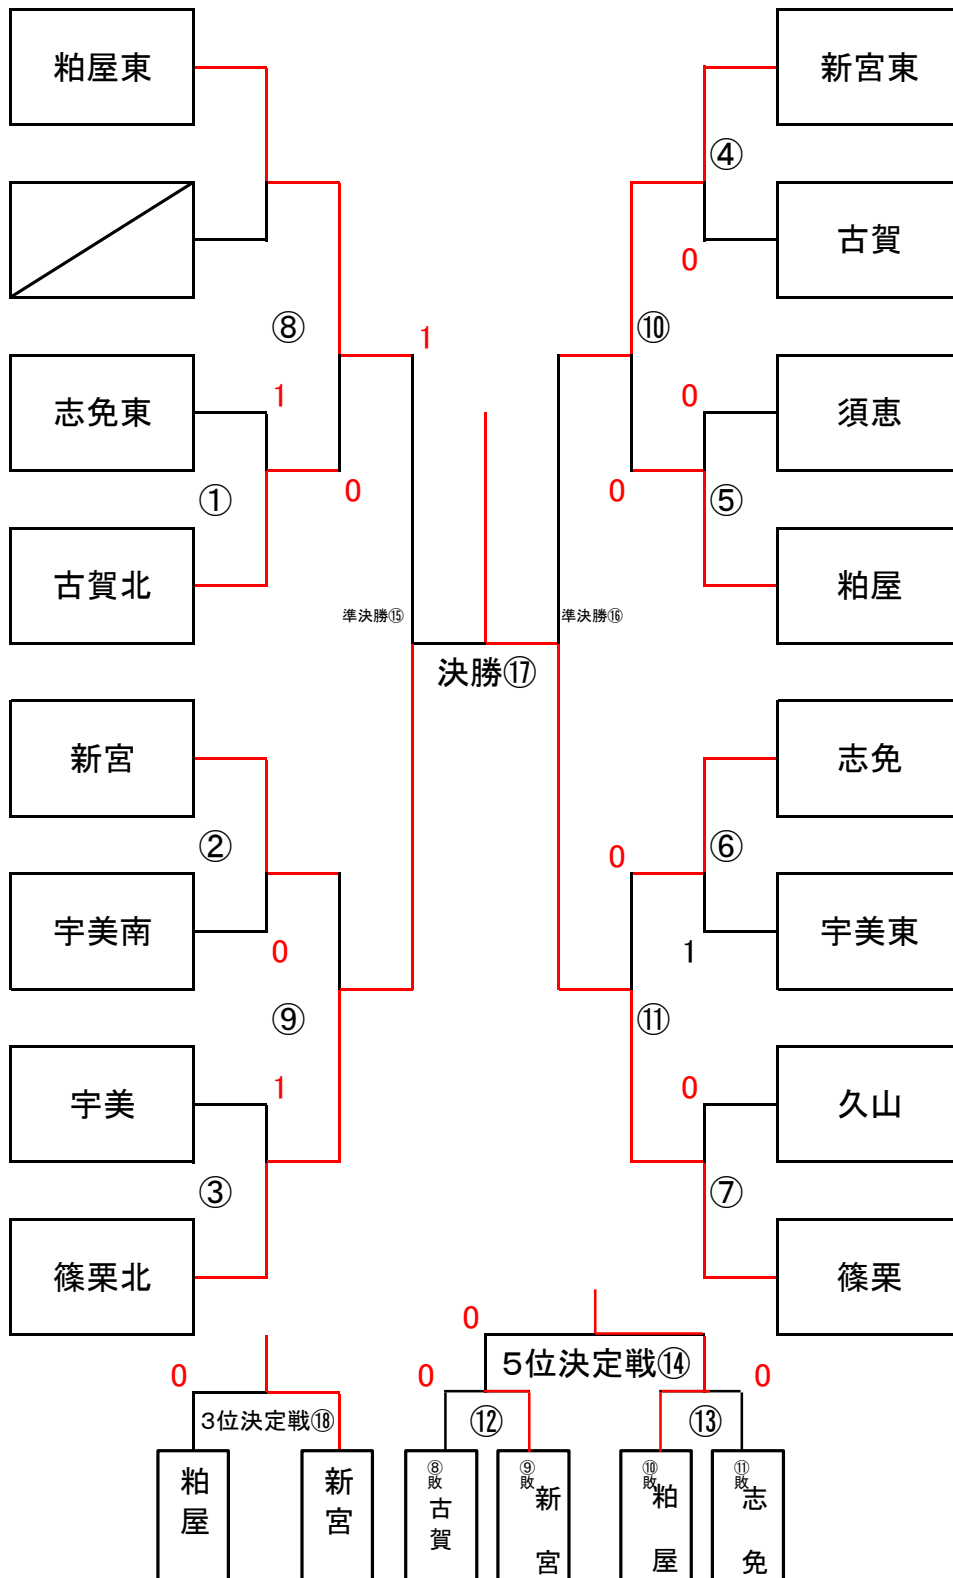 粕屋東
新宮東
④
古賀
0
⑧
1
⑩
志免東
1
0
須恵
①
0
0
⑤
古賀北
粕屋
準決勝⑮
準決勝⑯
決勝⑰
新宮
志免
②
0
⑥
宇美南
0
1
宇美東
⑨
⑪
宇美
1
0
久山
③
⑦
篠栗北
篠栗
0
5位決定戦⑭
0
0
0
3位決定戦⑱
⑫
⑬
粕屋
新宮
⑧敗
古賀
⑨敗
新宮
⑩敗
粕屋
⑪敗
志免